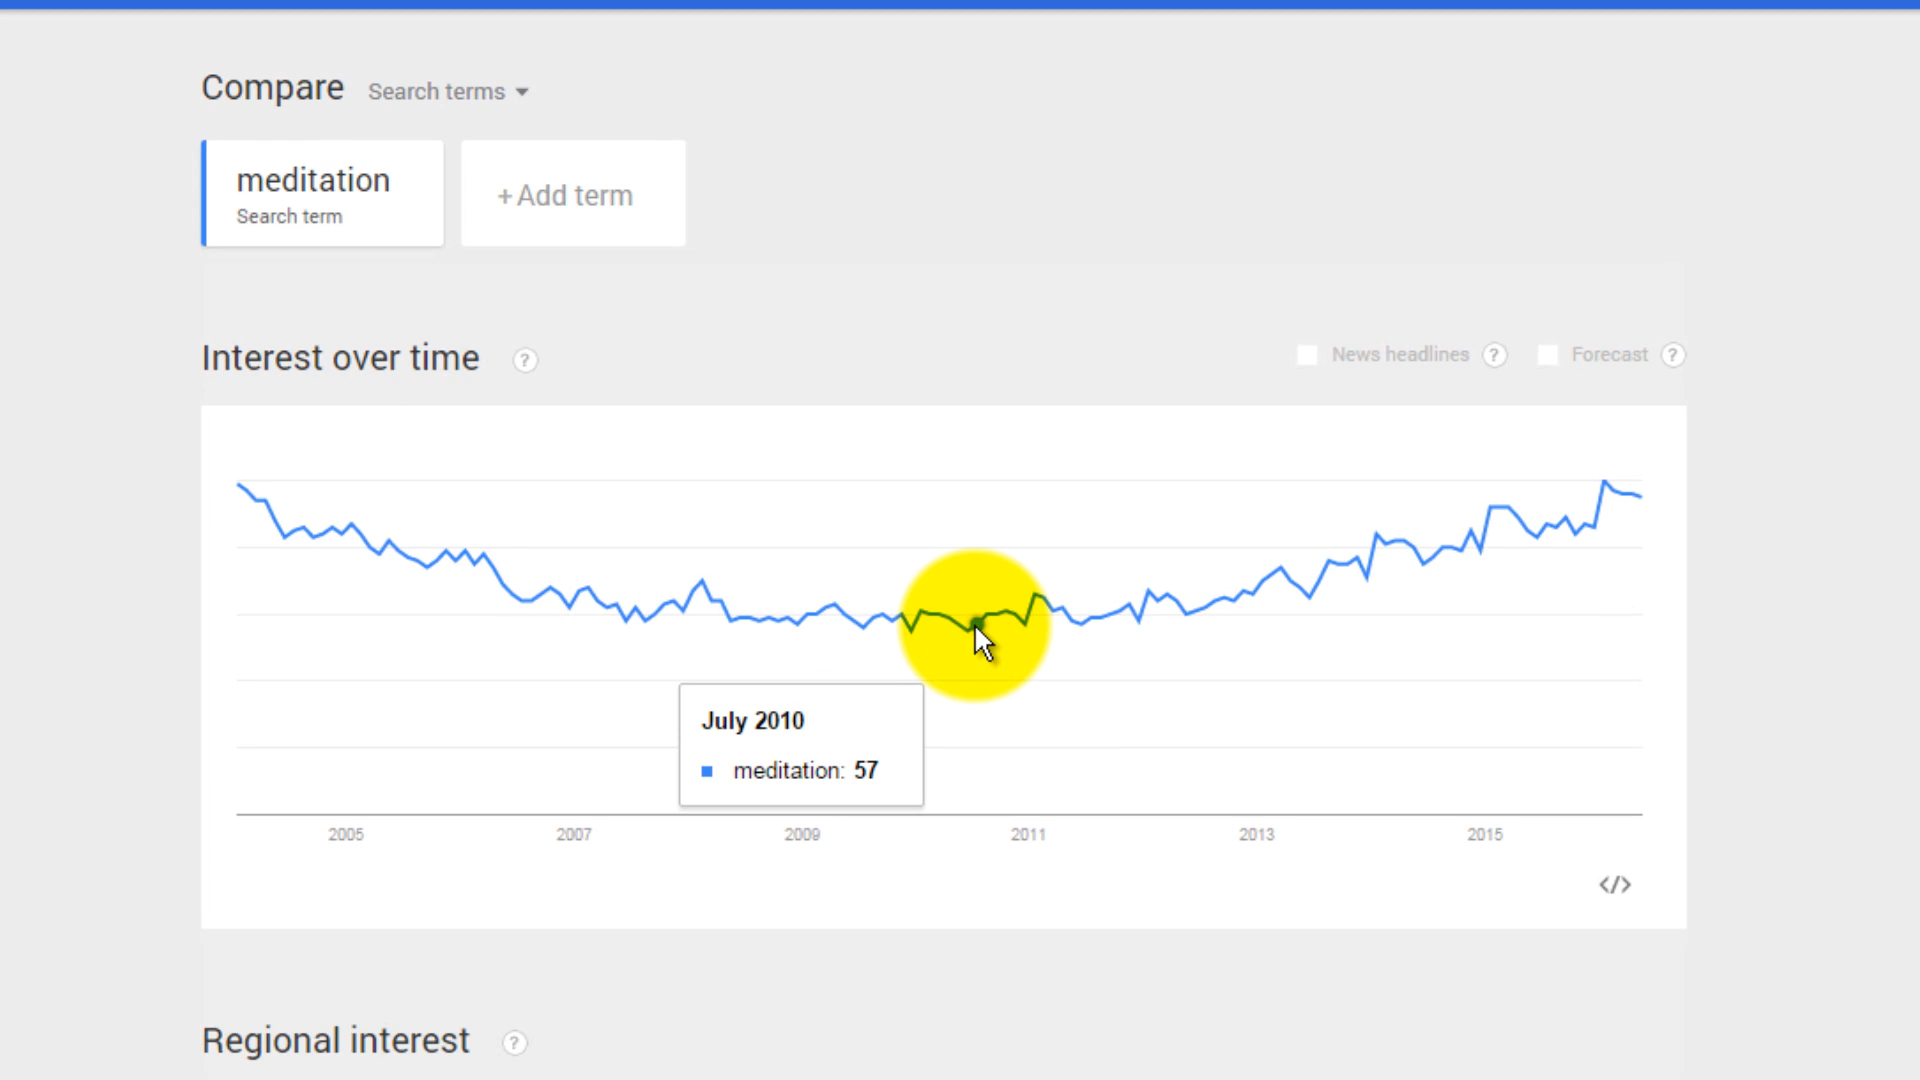 Compare Search terms
meditation
Search term
+ Add term
Interest over time ?
News headlines ? Forecast ?
July 2010
meditation: 57
2005 2007 2009 2011 2013 2015
</>
Regional interest ?